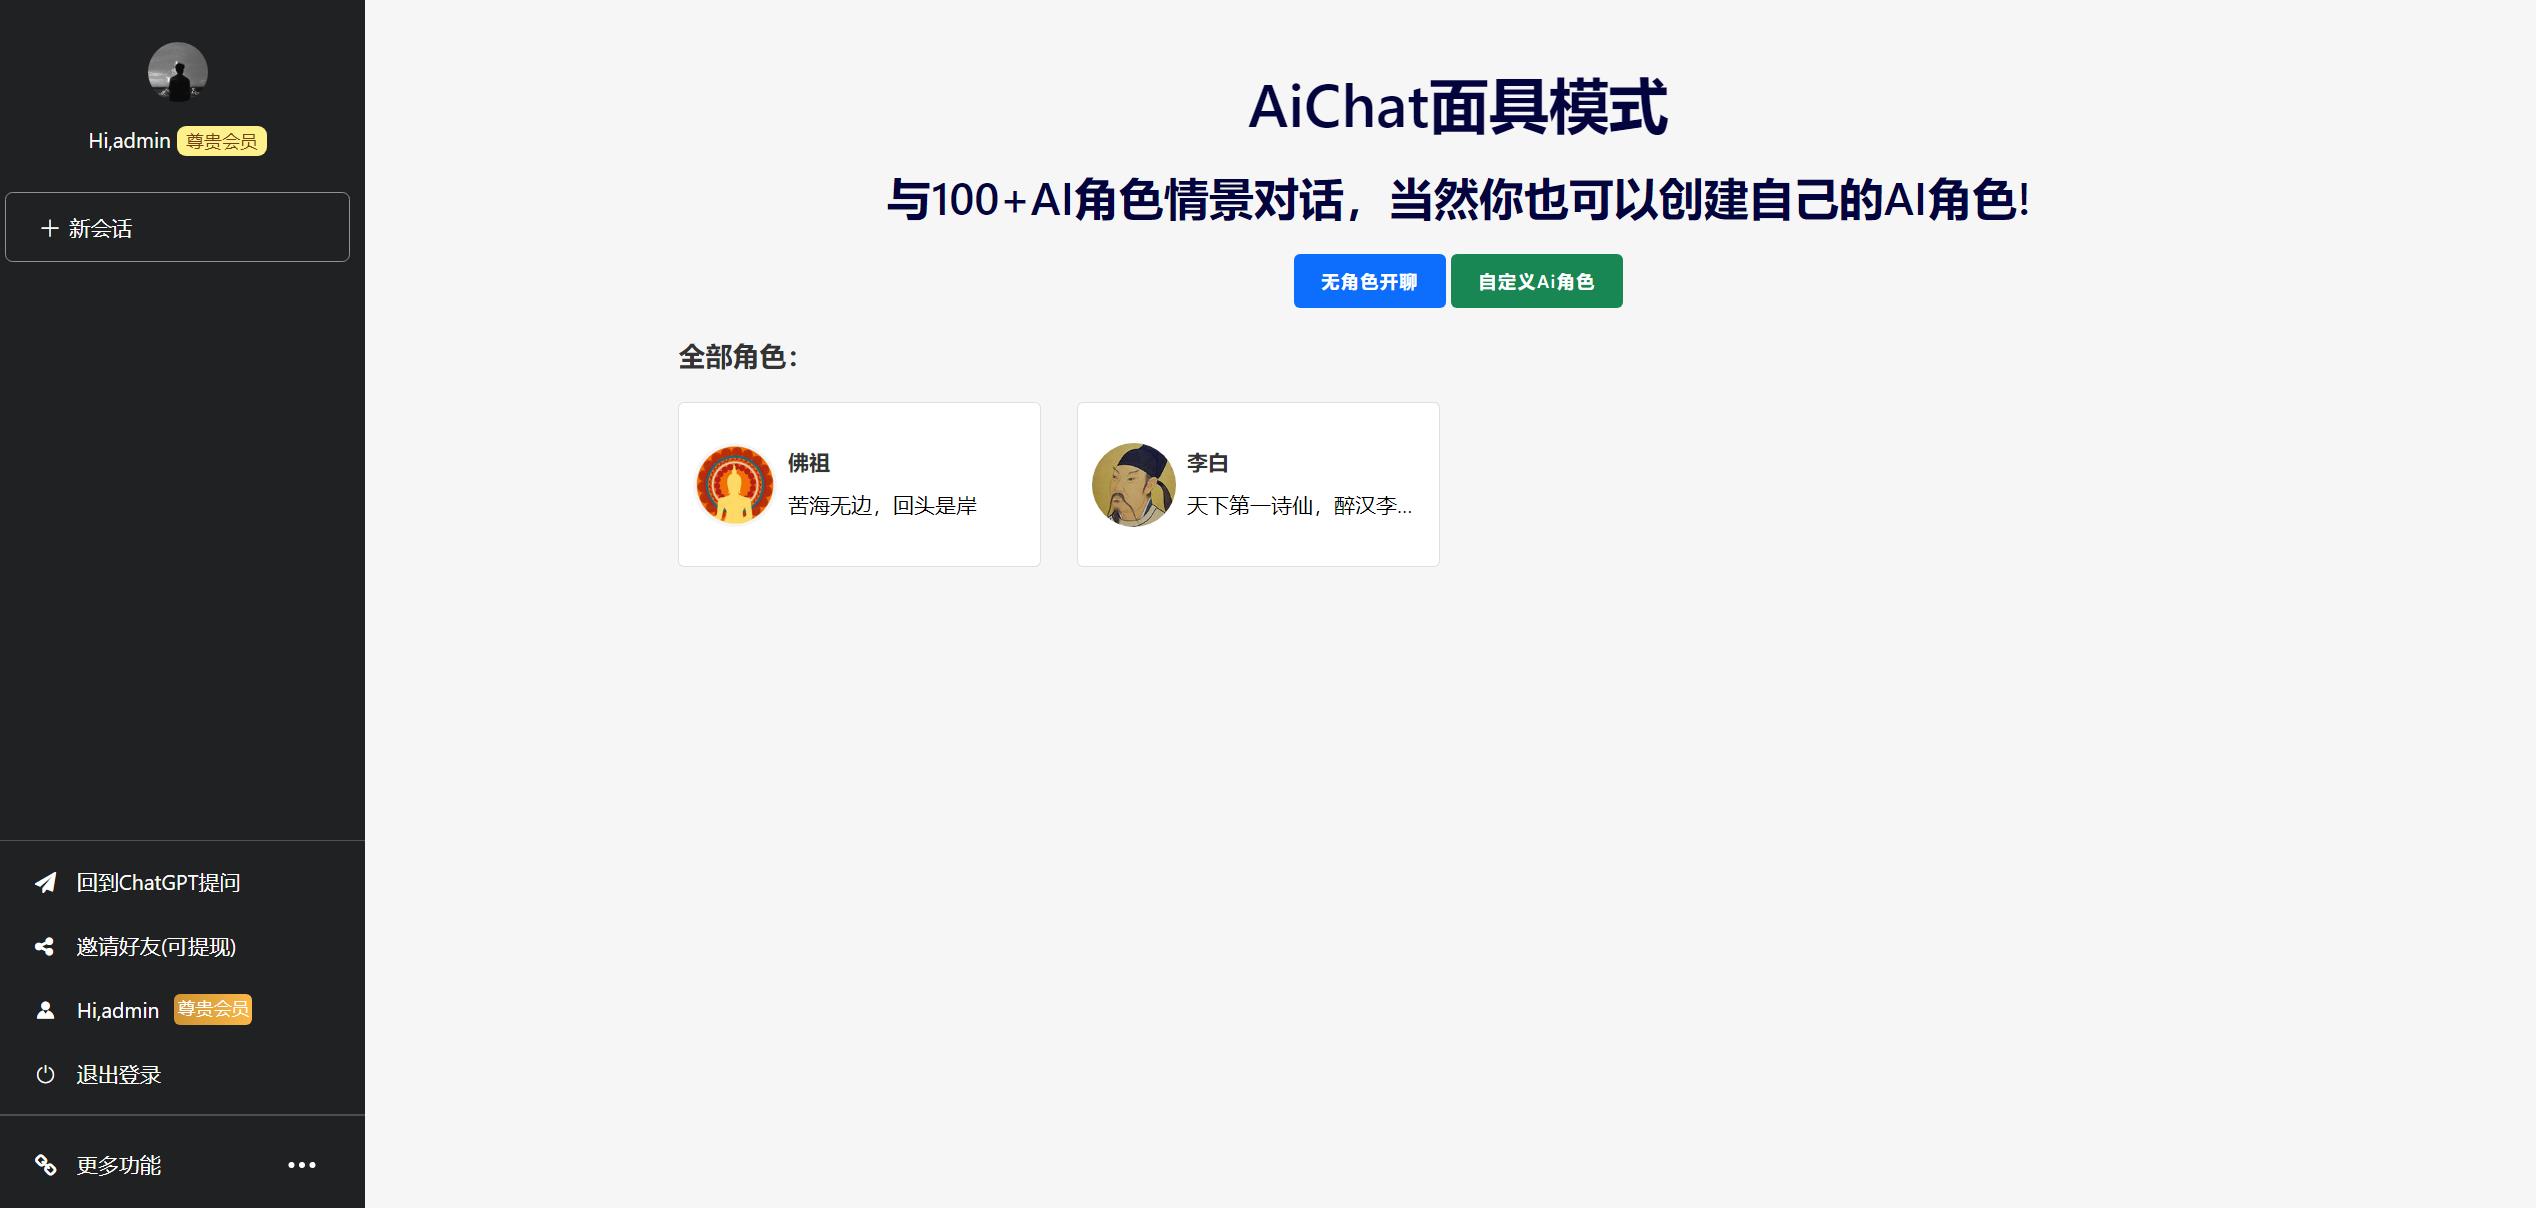 Hi,admin 尊贵会员
新会话
回到ChatGPT提问
邀请好友(可提现)
Hi,admin 尊贵会员
退出登录
更多功能
AiChat面具模式
与100+AI角色情景对话，当然你也可以创建自己的AI角色!
无角色开聊 自定义Ai角色
全部角色：
佛祖
苦海无边，回头是岸
李白
天下第一诗仙，醉汉李...